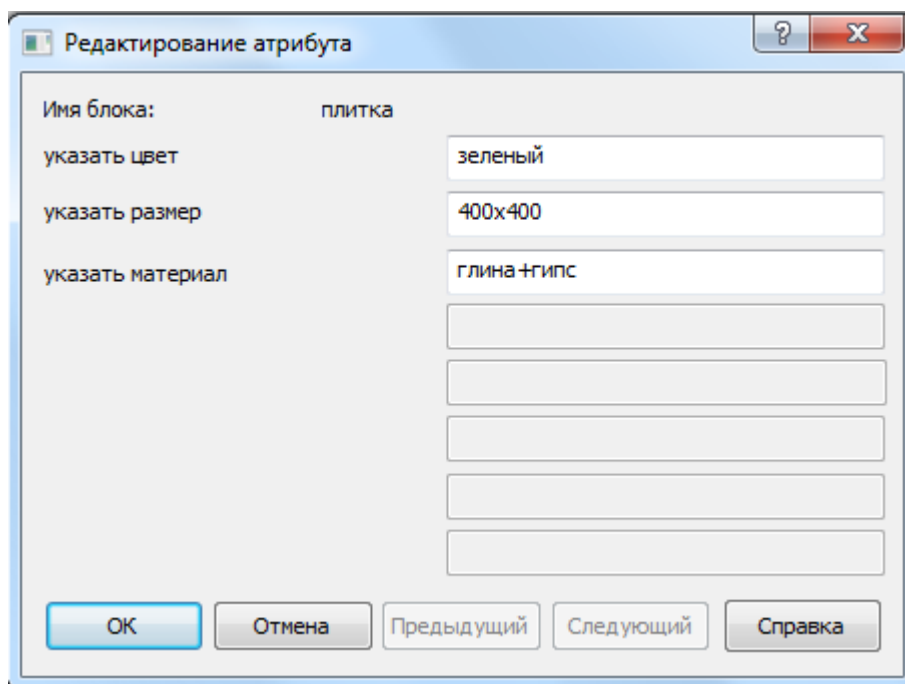 Редактирование атрибута
Имя блока: плитка
указать цвет зеленый
указать размер 400x400
указать материал глина+гипс
ОК Отмена Предыдущий Следующий Справка